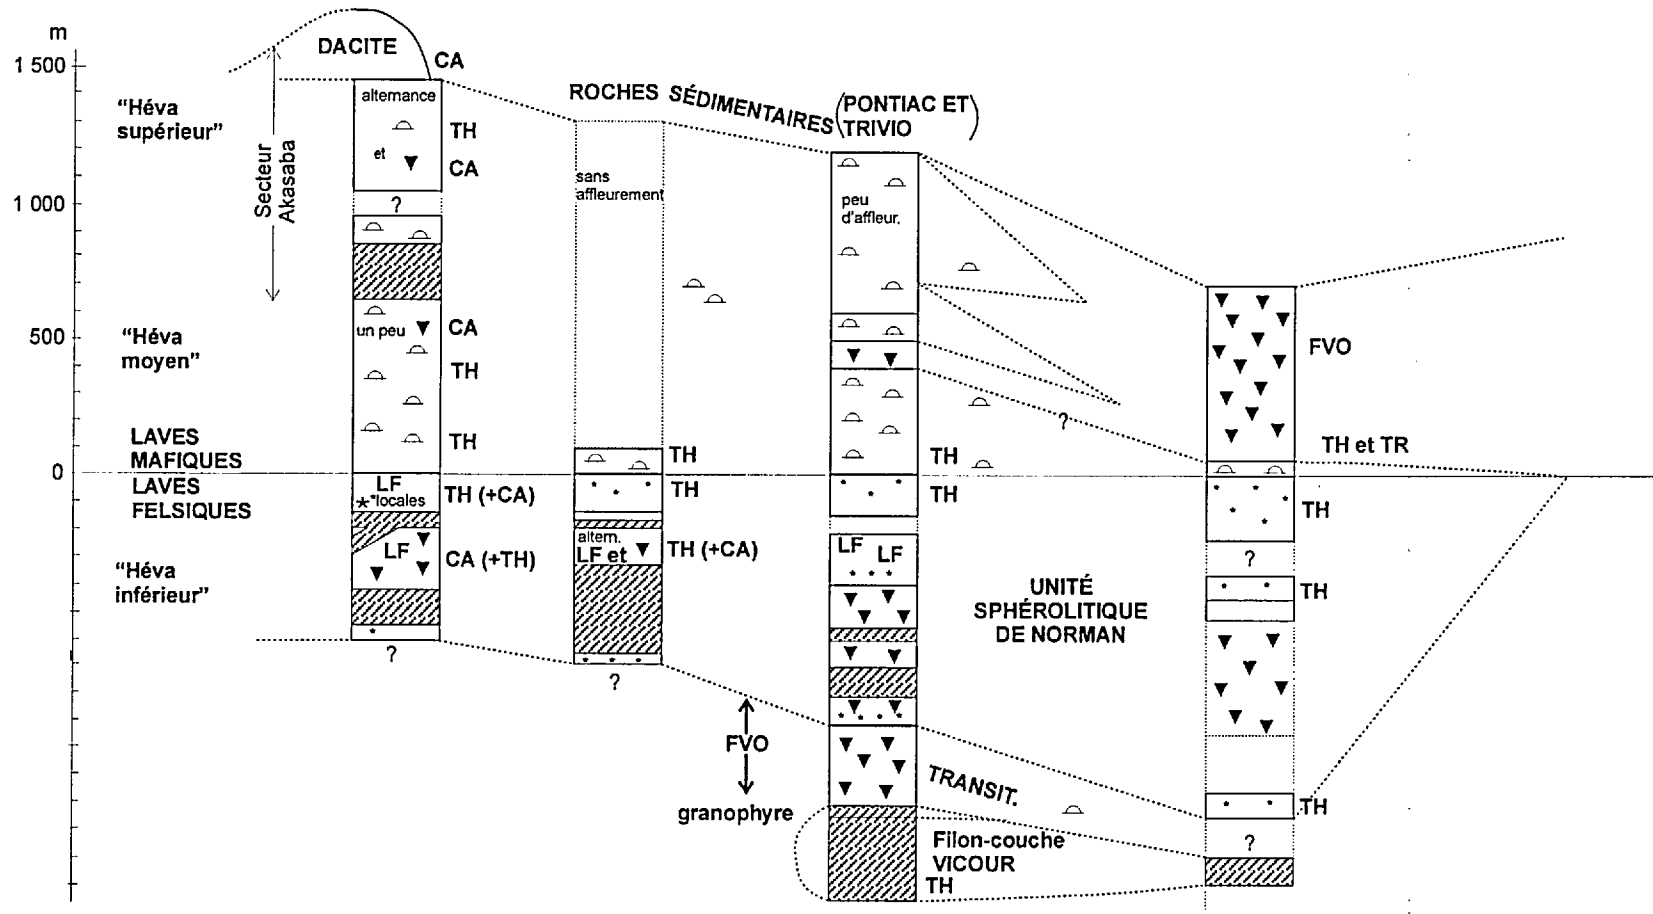 m
1 500
1 000
500
0
"Héva
supérieur"
"Héva
moyen"
LAVES
MAFIQUES
LAVES
FELSIQUES
"Héva
inférieur"
Secteur
Akasaba
DACITE
CA
alternance
TH
et
CA
?
un peu
CA
TH
TH
LF
**locales
TH (+CA)
LF
CA (+TH)
?
ROCHES SÉDIMENTAIRES
(PONTIAC ET
TRIVIO)
sans
affleurement
TH
TH
altern.
LF et
TH (+CA)
?
FVO
granophyre
peu
d'affleur.
TH
TH
LF
LF
TRANSIT.
Filon-couche
VICOUR
TH
?
UNITÉ
SPHÉROLITIQUE
DE NORMAN
FVO
TH et TR
TH
?
TH
TH
?